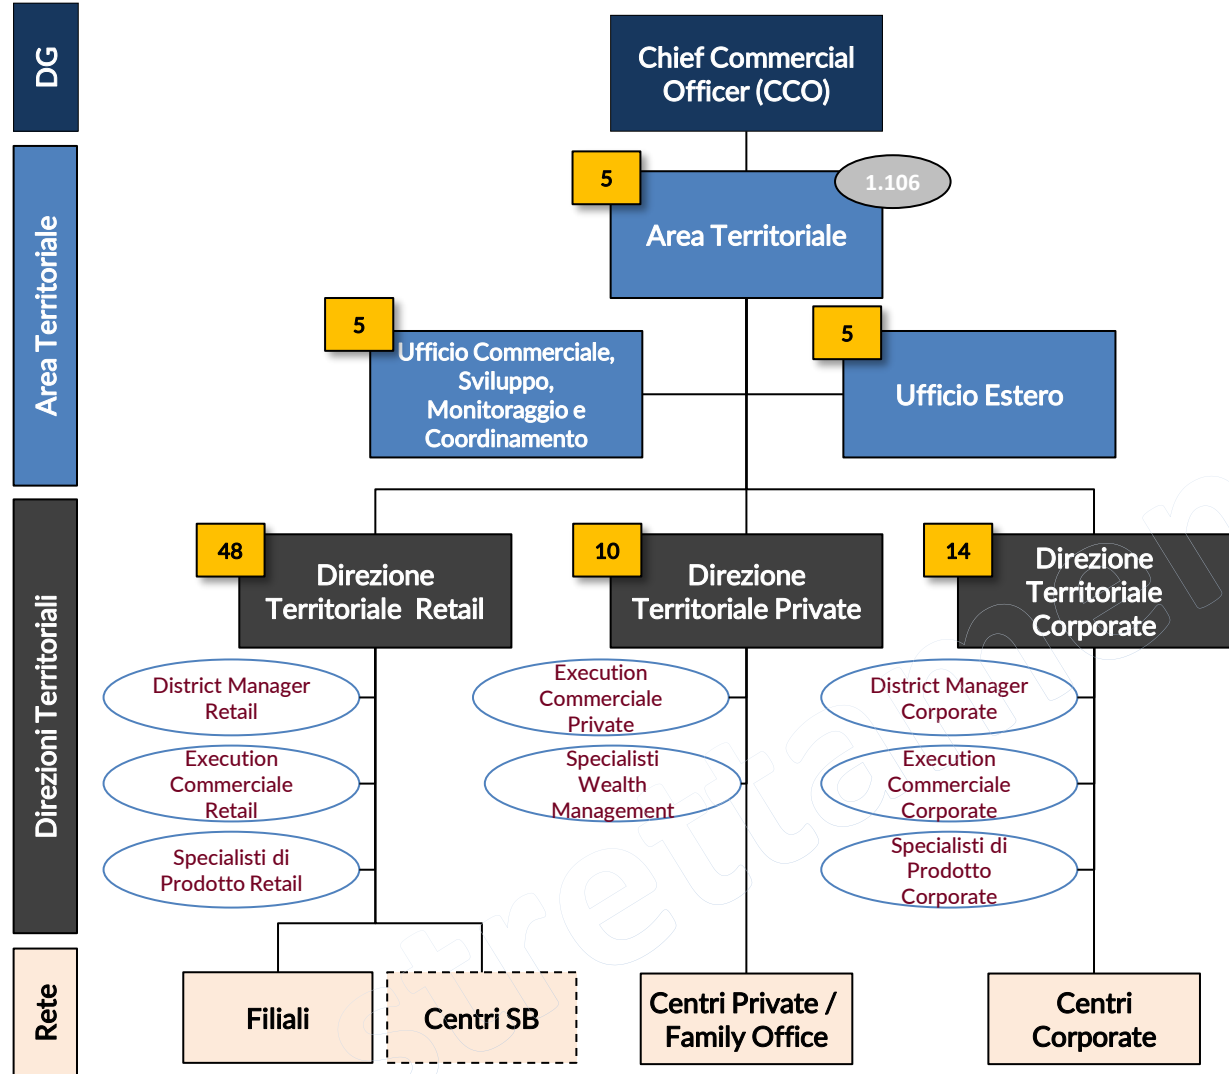 DG
Chief Commercial
Officer (CCO)
Area Territoriale
5
1.106
Area Territoriale
5
Ufficio Commerciale,
Sviluppo,
Monitoraggio e
Coordinamento
5
Ufficio Estero
Direzioni Territoriali
48
Direzione
Territoriale Retail
10
Direzione
Territoriale Private
14
Direzione
Territoriale
Corporate
District Manager
Retail
Execution
Commerciale
Retail
Specialisti di
Prodotto Retail
Execution
Commerciale
Private
Specialisti
Wealth
Management
District Manager
Corporate
Execution
Commerciale
Corporate
Specialisti di
Prodotto
Corporate
Rete
Filiali
Centri SB
Centri Private /
Family Office
Centri
Corporate